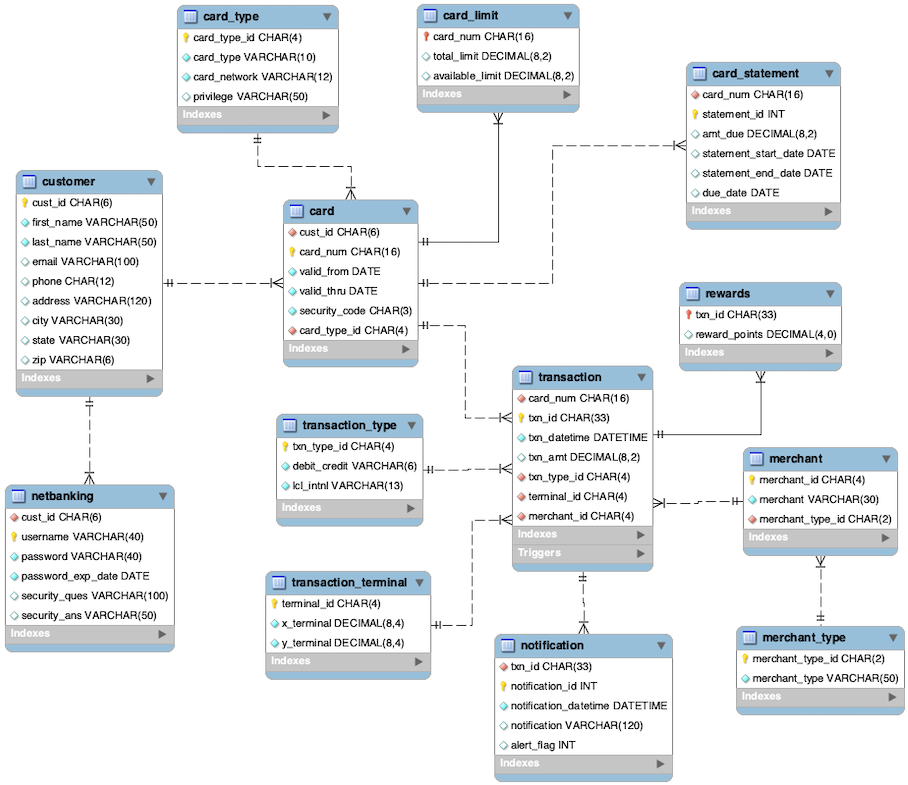 card_type
card_type_id CHAR(4)
card_type VARCHAR(10)
card_network VARCHAR(12)
privilege VARCHAR(50)
Indexes
card_limit
card_num CHAR(16)
total_limit DECIMAL(8,2)
available_limit DECIMAL(8,2)
Indexes
card_statement
card_num CHAR(16)
statement_id INT
amt_due DECIMAL(8,2)
statement_start_date DATE
statement_end_date DATE
due_date DATE
Indexes
customer
cust_id CHAR(6)
first_name VARCHAR(50)
last_name VARCHAR(50)
email VARCHAR(100)
phone CHAR(12)
address VARCHAR(120)
city VARCHAR(30)
state VARCHAR(30)
zip VARCHAR(6)
Indexes
card
cust_id CHAR(6)
card_num CHAR(16)
valid_from DATE
valid_thru DATE
security_code CHAR(3)
card_type_id CHAR(4)
Indexes
rewards
txn_id CHAR(33)
reward_points DECIMAL(4,0)
Indexes
transaction
card_num CHAR(16)
txn_id CHAR(33)
txn_datetime DATETIME
txn_amt DECIMAL(8,2)
txn_type_id CHAR(4)
terminal_id CHAR(4)
merchant_id CHAR(4)
Indexes
Triggers
transaction_type
txn_type_id CHAR(4)
debit_credit VARCHAR(6)
lcl_intnl VARCHAR(13)
Indexes
merchant
merchant_id CHAR(4)
merchant VARCHAR(30)
merchant_type_id CHAR(2)
Indexes
netbanking
cust_id CHAR(6)
username VARCHAR(40)
password VARCHAR(40)
password_exp_date DATE
security_ques VARCHAR(100)
security_ans VARCHAR(50)
Indexes
transaction_terminal
terminal_id CHAR(4)
x_terminal DECIMAL(8,4)
y_terminal DECIMAL(8,4)
Indexes
notification
txn_id CHAR(33)
notification_id INT
notification_datetime DATETIME
notification VARCHAR(120)
alert_flag INT
Indexes
merchant_type
merchant_type_id CHAR(2)
merchant_type VARCHAR(50)
Indexes